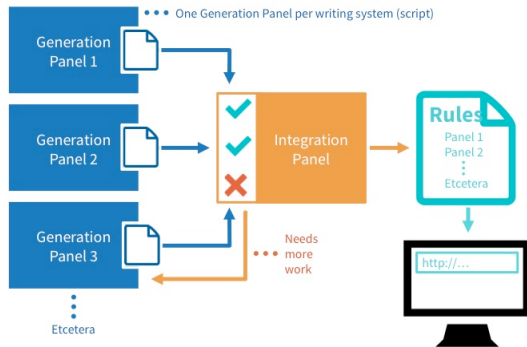 One Generation Panel per writing system (script)
Generation
Panel 1
Generation
Panel 2
Generation
Panel 3
Etcetera
Integration
Panel
Needs
more
work
Rules
Panel 1
Panel 2
Etcetera
http://...